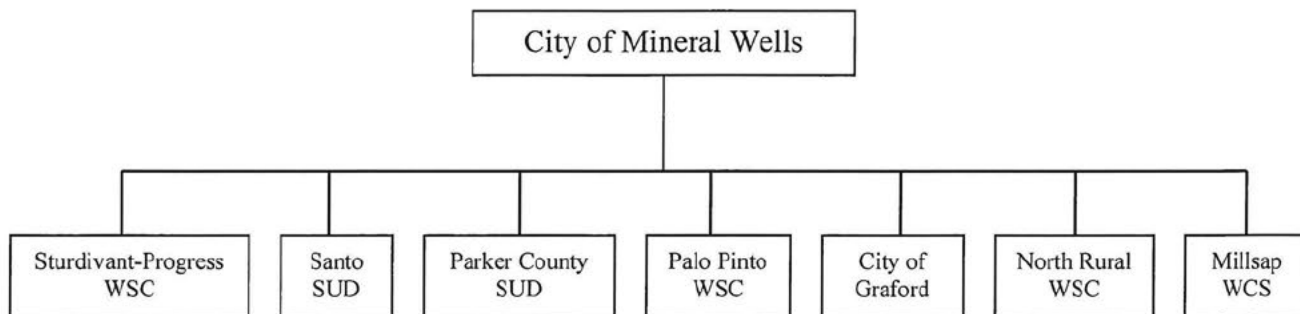 City of Mineral Wells
Sturdivant-Progress
WSC
Santo
SUD
Parker County
SUD
Palo Pinto
WSC
City of
Graford
North Rural
WSC
Millsap
WCS